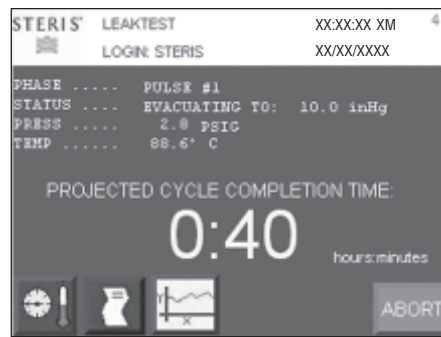 STERIS LEAKTEST XX:XX:XX XM 4
LOGIN: STERIS XX/XX/XXXX
PHASE ..... PULSE #1
STATUS .... EVACUATING TO: 10.0 inHg
PRESS ..... 2.8 PSIG
TEMP ...... 88.6° C
PROJECTED CYCLE COMPLETION TIME:
0:40
hours:minutes
X
ABORT